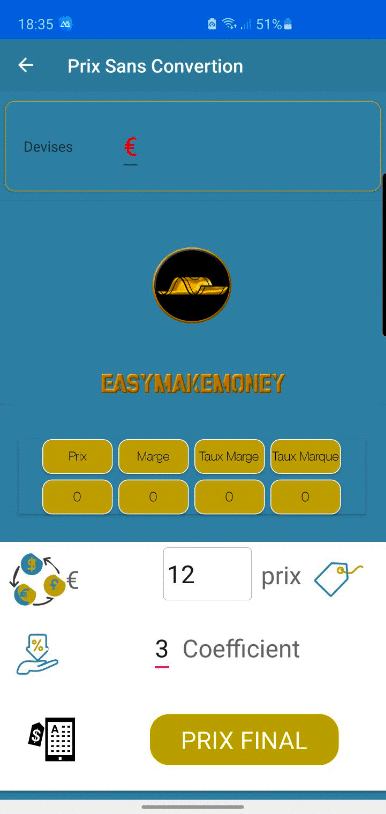 18:35 51%
Prix Sans Convertion
Devises €
EASYMAKEMONEY
Prix Marge Taux Marge Taux Marque
0 0 0 0
€ 12 prix
3 Coefficient
PRIX FINAL